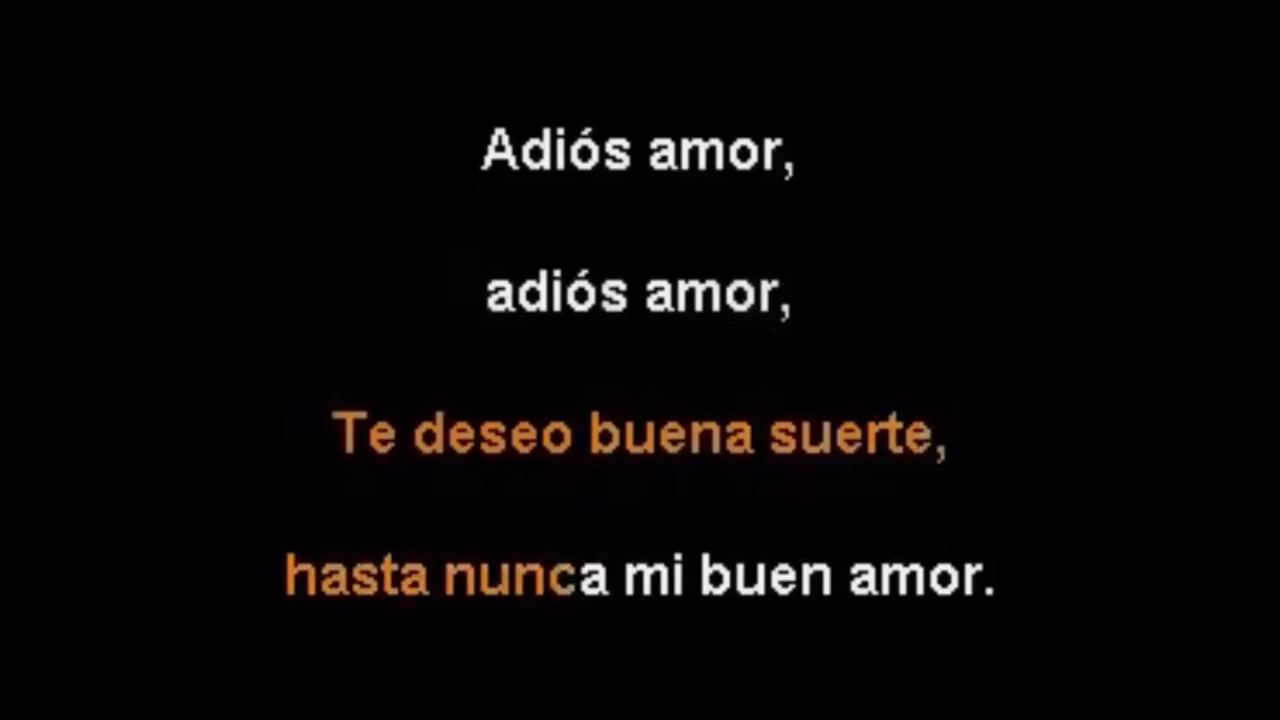 Adiós amor,
adiós amor,
Te deseo buena suerte,
hasta nunca mi buen amor.